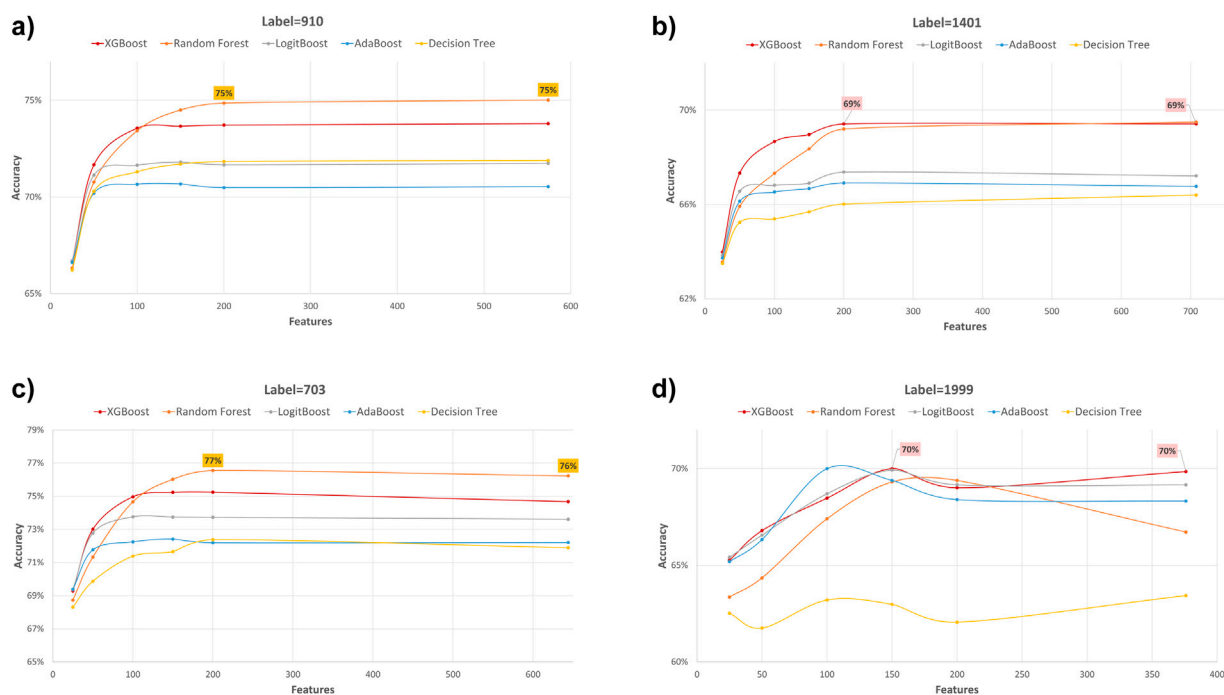 a)
Label=910
XGBoost Random Forest LogitBoost AdaBoost Decision Tree
75%
75%
75%
70%
65%
Accuracy
0 100 200 300 400 500 600
Features
b)
Label=1401
XGBoost Random Forest LogitBoost AdaBoost Decision Tree
70%
69%
69%
66%
62%
Accuracy
0 100 200 300 400 500 600 700
Features
c)
Label=703
XGBoost Random Forest LogitBoost AdaBoost Decision Tree
79%
77%
77%
76%
75%
73%
71%
69%
67%
65%
Accuracy
0 100 200 300 400 500 600
Features
d)
Label=1999
XGBoost Random Forest LogitBoost AdaBoost Decision Tree
70%
70%
70%
65%
60%
Accuracy
0 50 100 150 200 250 300 350 400
Features